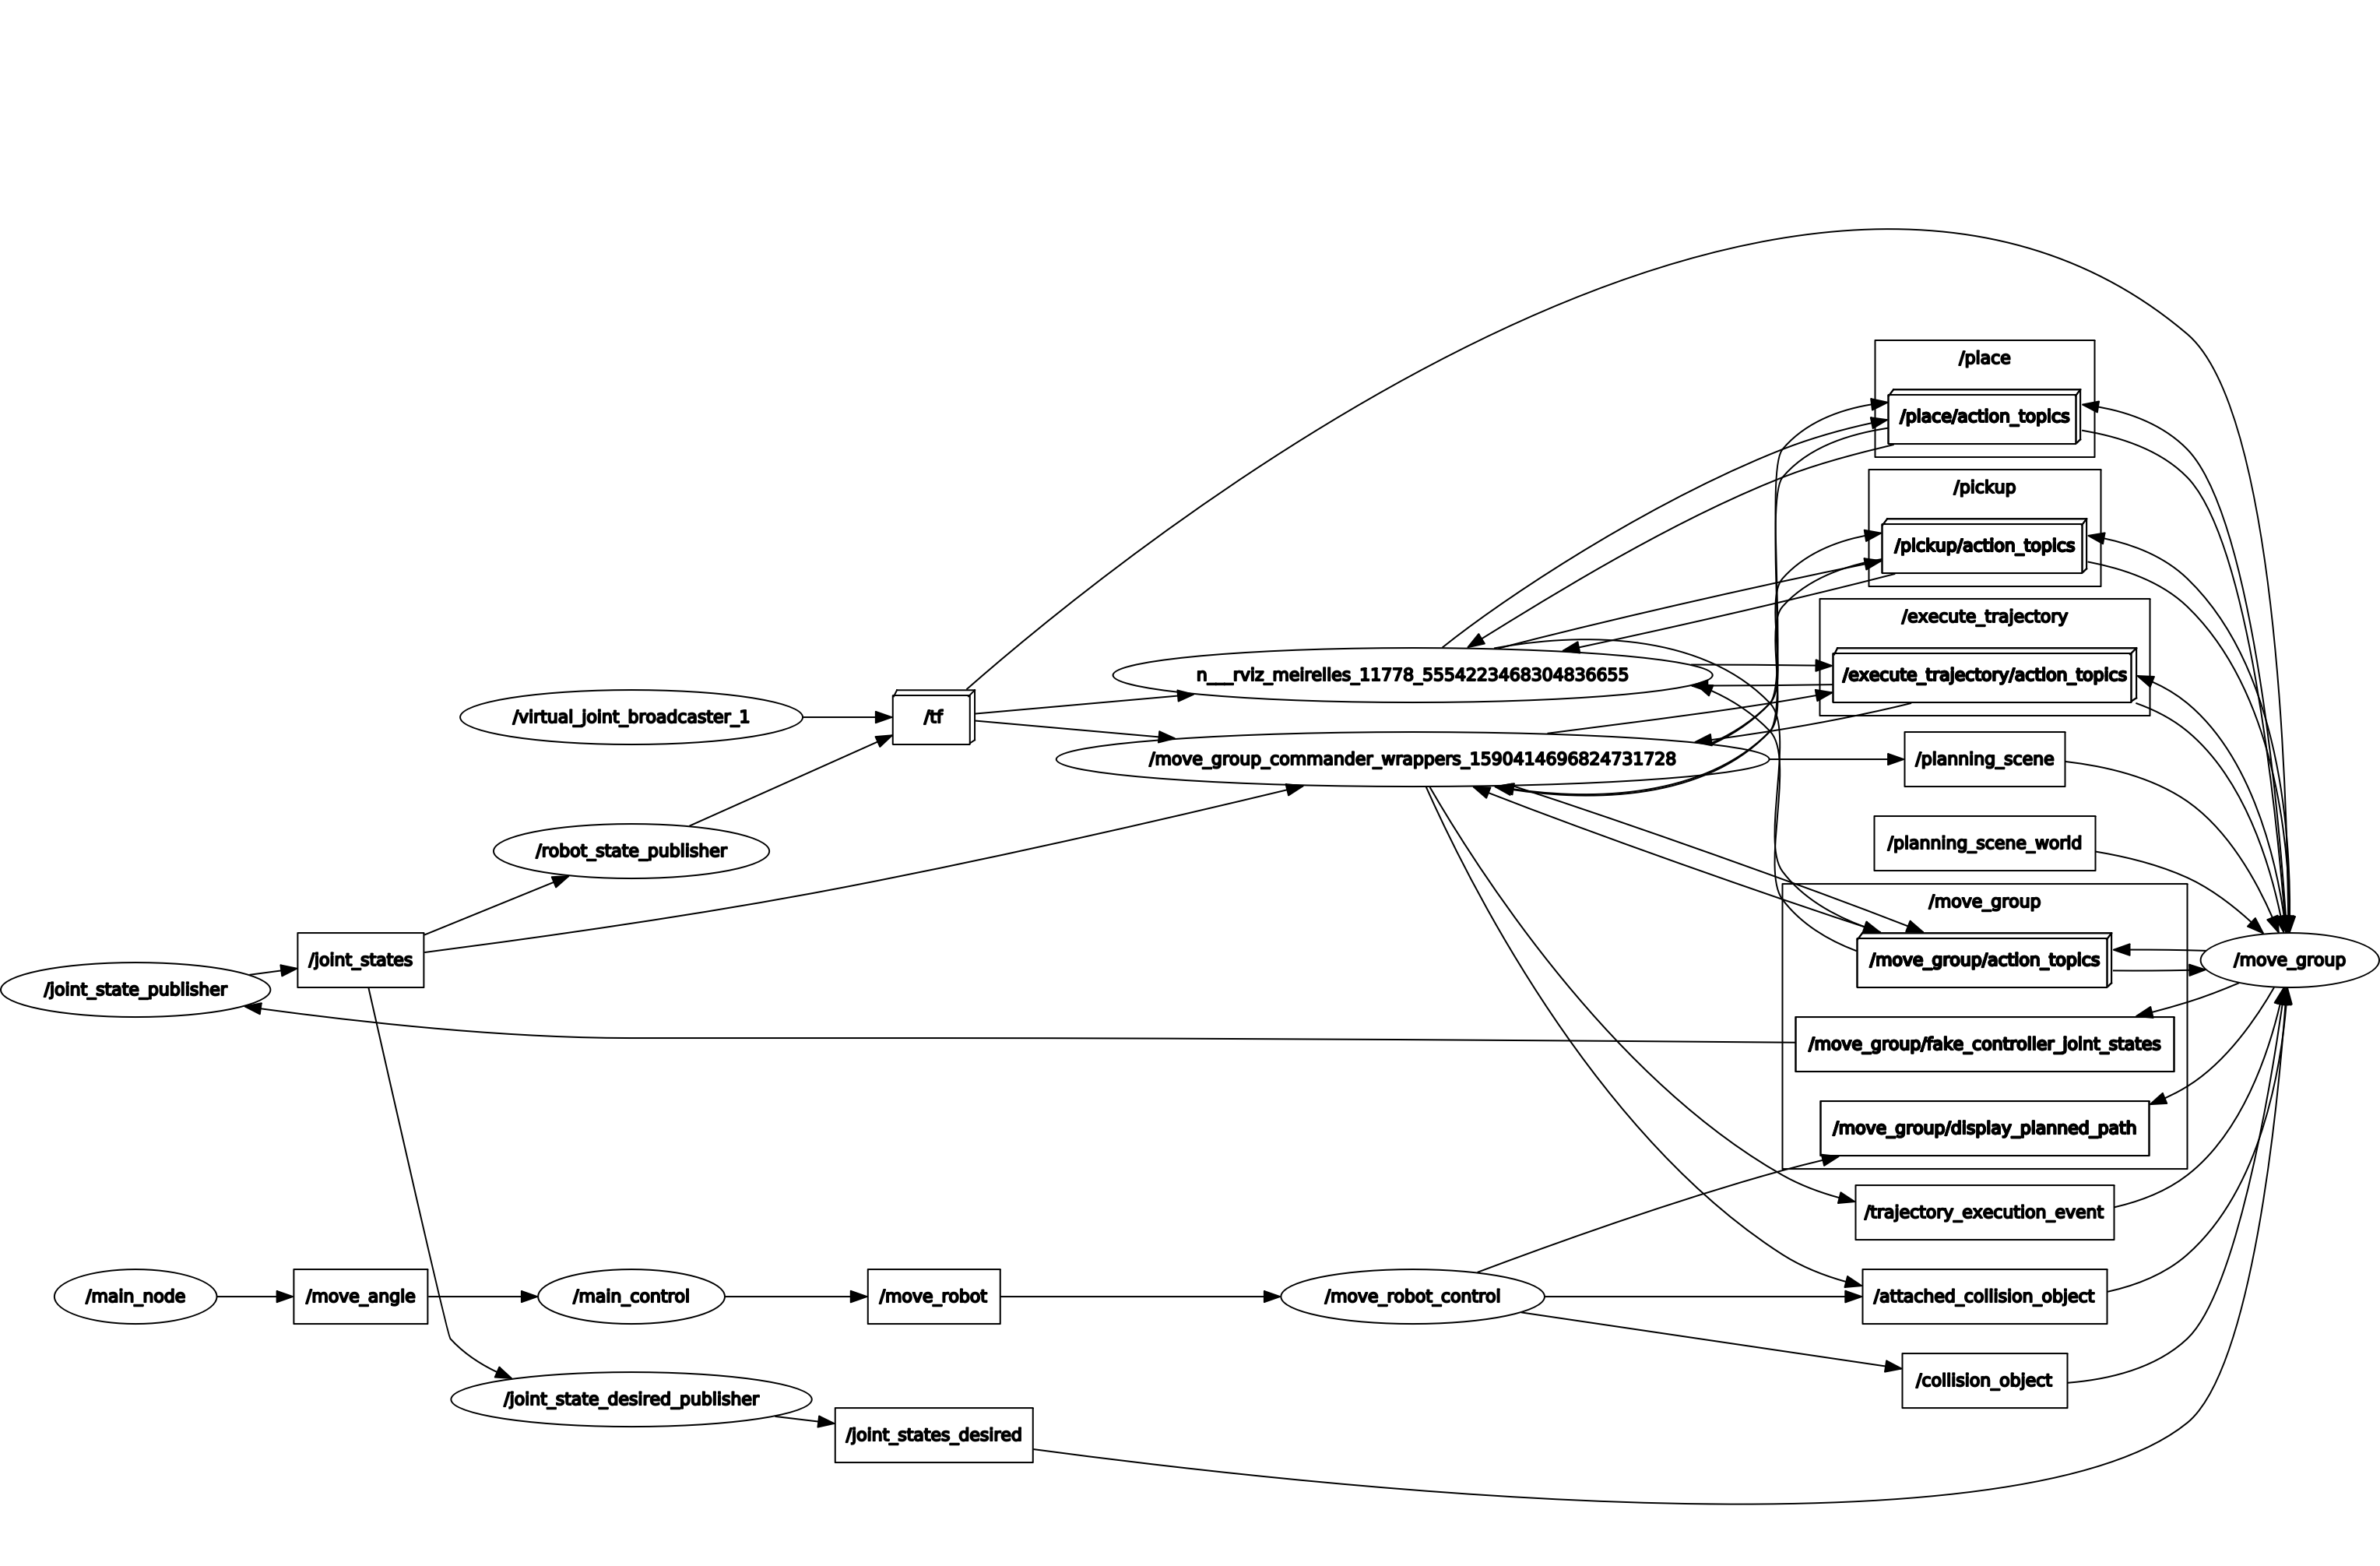 /place
/place/action_topics
/pickup
/pickup/action_topics
/execute_trajectory
n___rviz_meirelles_11778_5554223468304836655
/execute_trajectory/action_topics
/virtual_joint_broadcaster_1
/tf
/move_group_commander_wrappers_1590414696824731728
/planning_scene
/robot_state_publisher
/planning_scene_world
/move_group
/joint_states
/move_group/action_topics
/move_group
/joint_state_publisher
/move_group/fake_controller_joint_states
/move_group/display_planned_path
/trajectory_execution_event
/main_node
/move_angle
/main_control
/move_robot
/move_robot_control
/attached_collision_object
/collision_object
/joint_state_desired_publisher
/joint_states_desired